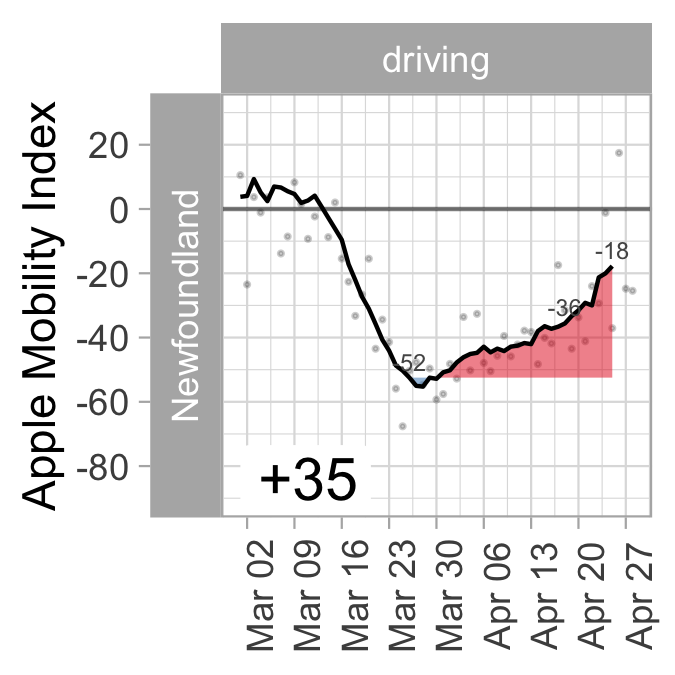 driving
Apple Mobility Index
Newfoundland
20
0
-20
-40
-60
-80
-18
-36
-52
+35
Mar 02
Mar 09
Mar 16
Mar 23
Mar 30
Apr 06
Apr 13
Apr 20
Apr 27